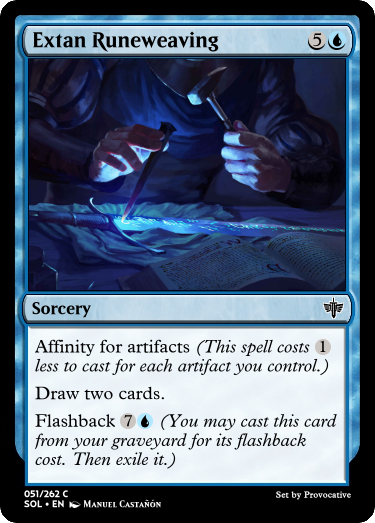 Extan Runeweaving 5
Sorcery
Affinity for artifacts (This spell costs 1
less to cast for each artifact you control.)
Draw two cards.
Flashback 7 (You may cast this card
from your graveyard for its flashback
cost. Then exile it.)
051/262 C
SOL • EN Manuel Castañón
Set by Provocative